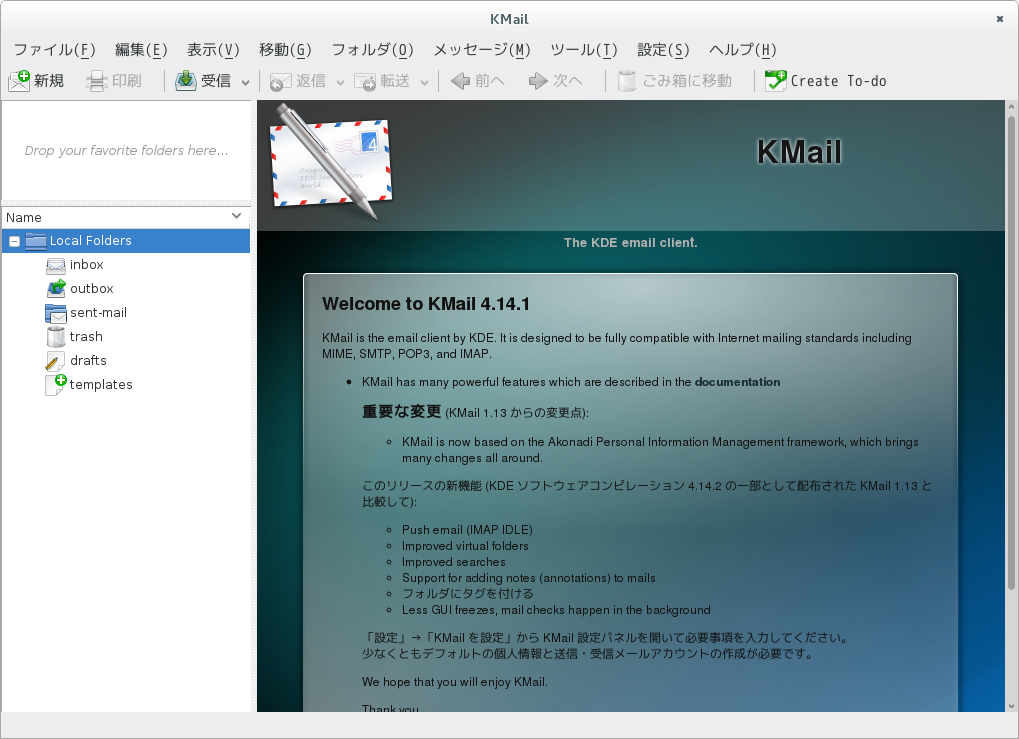 KMail
ファイル(F) 編集(E) 表示(V) 移動(G) フォルダ(O) メッセージ(M) ツール(T) 設定(S) ヘルプ(H)
新規 印刷 受信 返信 転送 前へ 次へ ごみ箱に移動 Create To-do
Drop your favorite folders here...
Name
Local Folders
inbox
outbox
sent-mail
trash
drafts
templates
KMail
The KDE email client.
Welcome to KMail 4.14.1
KMail is the email client by KDE. It is designed to be fully compatible with Internet mailing standards including
MIME, SMTP, POP3, and IMAP.
• KMail has many powerful features which are described in the documentation
重要な変更 (KMail 1.13 からの変更点):
◦ KMail is now based on the Akonadi Personal Information Management framework, which brings
many changes all around.
このリリースの新機能 (KDE ソフトウェアコンピレーション 4.14.2 の一部として配布された KMail 1.13 と
比較して):
◦ Push email (IMAP IDLE)
◦ Improved virtual folders
◦ Improved searches
◦ Support for adding notes (annotations) to mails
◦ フォルダにタグを付ける
◦ Less GUI freezes, mail checks happen in the background
「設定」→「KMail を設定」から KMail 設定パネルを開いて必要事項を入力してください。
少なくともデフォルトの個人情報と送信・受信メールアカウントの作成が必要です。
We hope that you will enjoy KMail.
Thank you